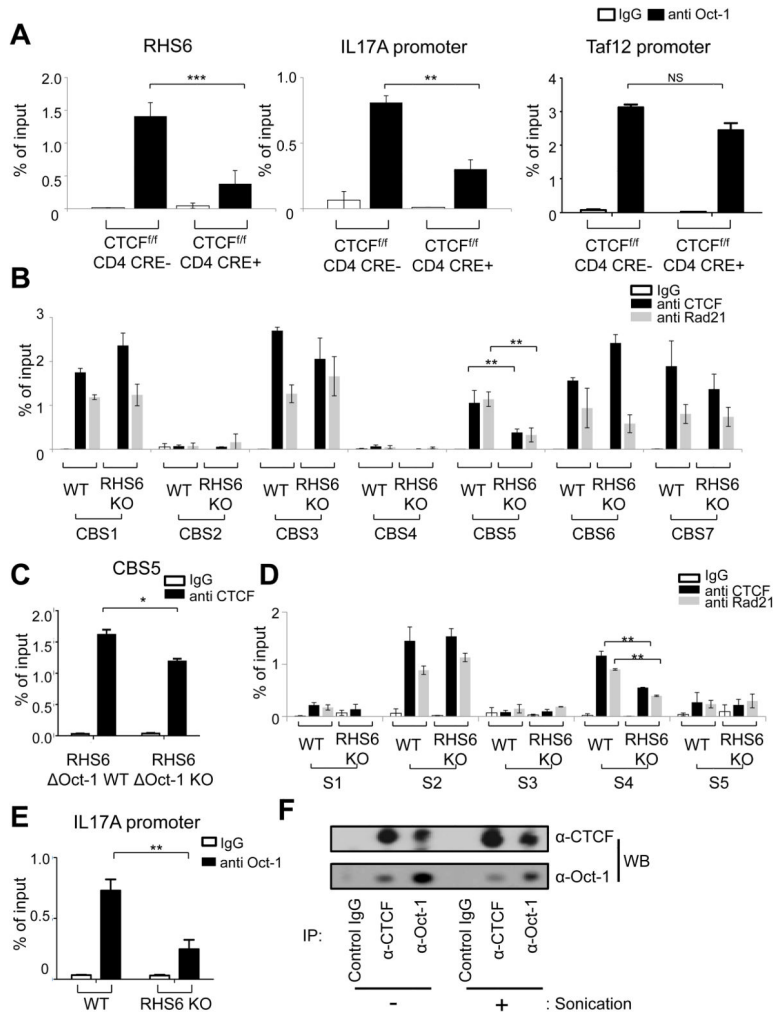 IgG anti Oct-1
A
RHS6
IL17A promoter
Taf12 promoter
% of input
2.0
1.5
1.0
0.5
0
***
CTCFf/f CD4 CRE-
CTCFf/f CD4 CRE+
% of input
1.0
0.5
0
**
CTCFf/f CD4 CRE-
CTCFf/f CD4 CRE+
% of input
4
3
2
1
0
NS
CTCFf/f CD4 CRE-
CTCFf/f CD4 CRE+
B
IgG
anti CTCF
anti Rad21
% of input
3
2
1
0
**
**
WT RHS6 KO WT RHS6 KO WT RHS6 KO WT RHS6 KO WT RHS6 KO WT RHS6 KO WT RHS6 KO
CBS1 CBS2 CBS3 CBS4 CBS5 CBS6 CBS7
C
CBS5
IgG
anti CTCF
% of input
2.0
1.5
1.0
0.5
0.0
*
RHS6 ΔOct-1 WT
RHS6 ΔOct-1 KO
D
IgG
anti CTCF
anti Rad21
% of input
2
1
0
**
**
WT RHS6 KO WT RHS6 KO WT RHS6 KO WT RHS6 KO WT RHS6 KO
S1 S2 S3 S4 S5
E
IL17A promoter
IgG
anti Oct-1
% of input
1.0
0.5
0
**
WT RHS6 KO
F
α-CTCF
α-Oct-1
WB
IP:
Control IgG
α-CTCF
α-Oct-1
Control IgG
α-CTCF
α-Oct-1
- + : Sonication